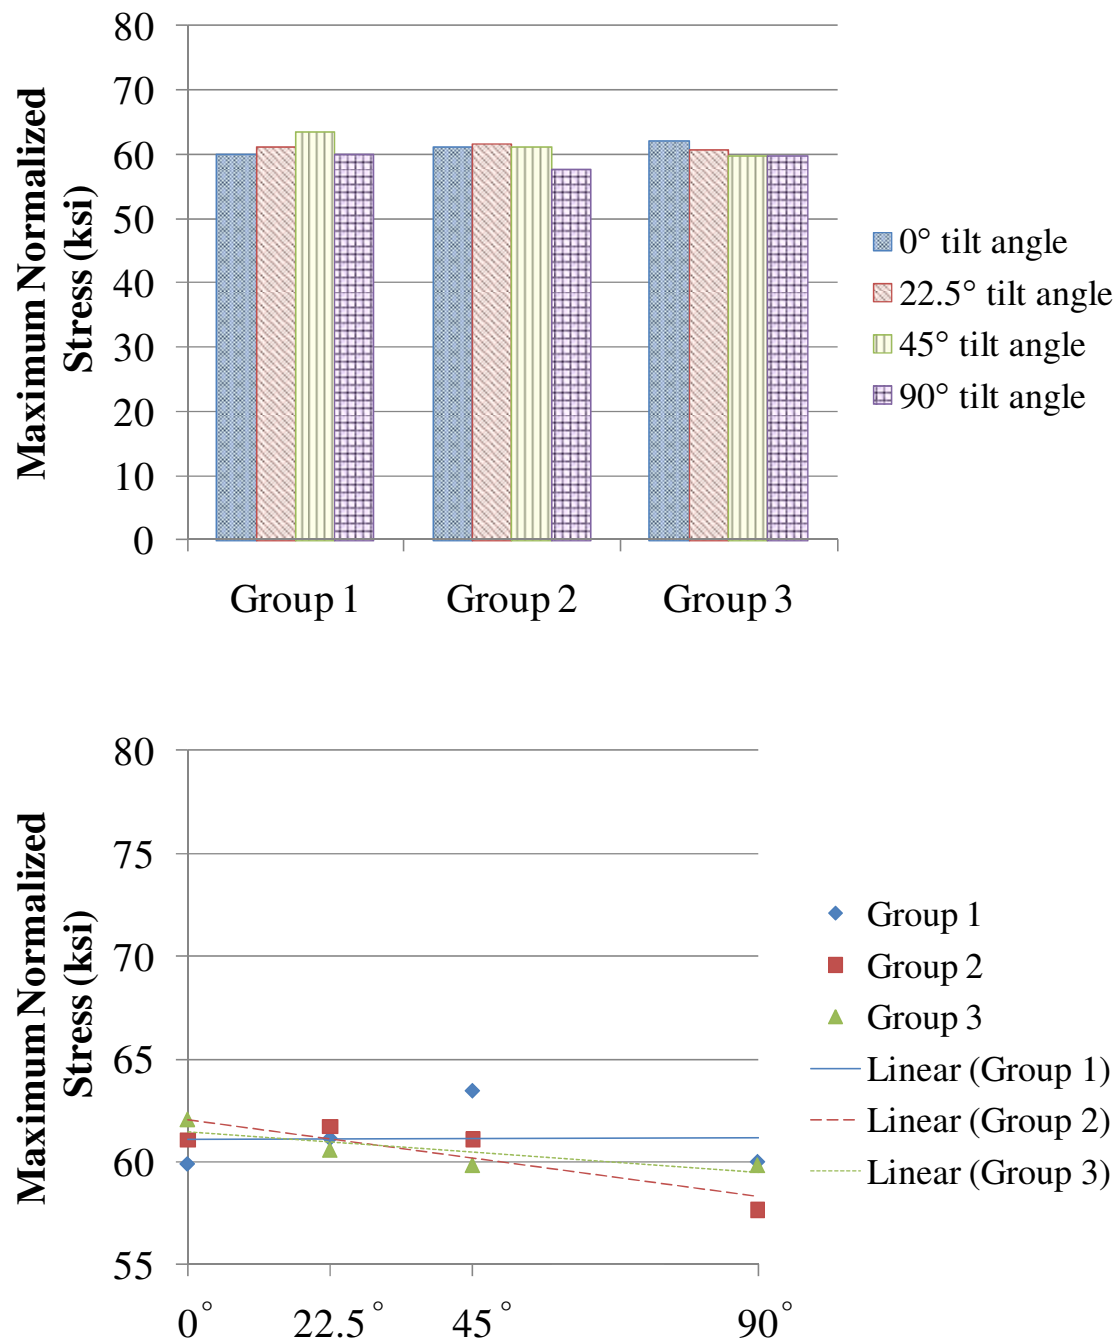 Maximum Normalized
Stress (ksi)
80
70
60
50
40
30
20
10
0
Group 1
Group 2
Group 3
0° tilt angle
22.5° tilt angle
45° tilt angle
90° tilt angle
Maximum Normalized
Stress (ksi)
80
75
70
65
60
55
0°
22.5°
45°
90°
Group 1
Group 2
Group 3
Linear (Group 1)
Linear (Group 2)
Linear (Group 3)